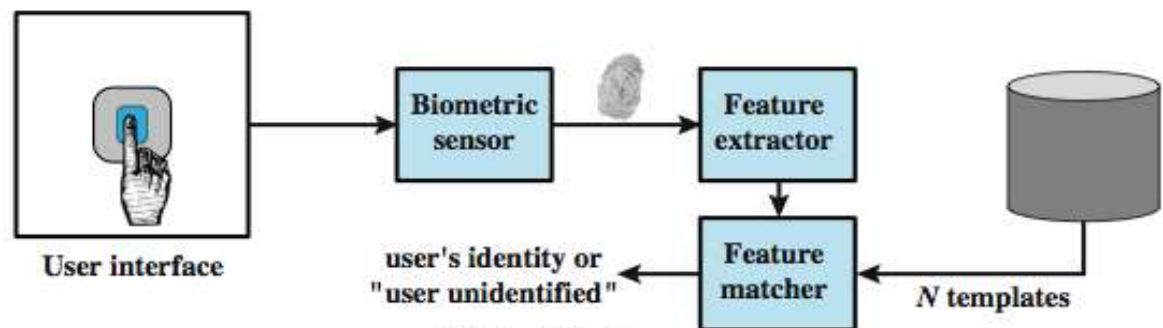 Biometric
sensor
Feature
extractor
User interface
user's identity or
"user unidentified"
Feature
matcher
N templates